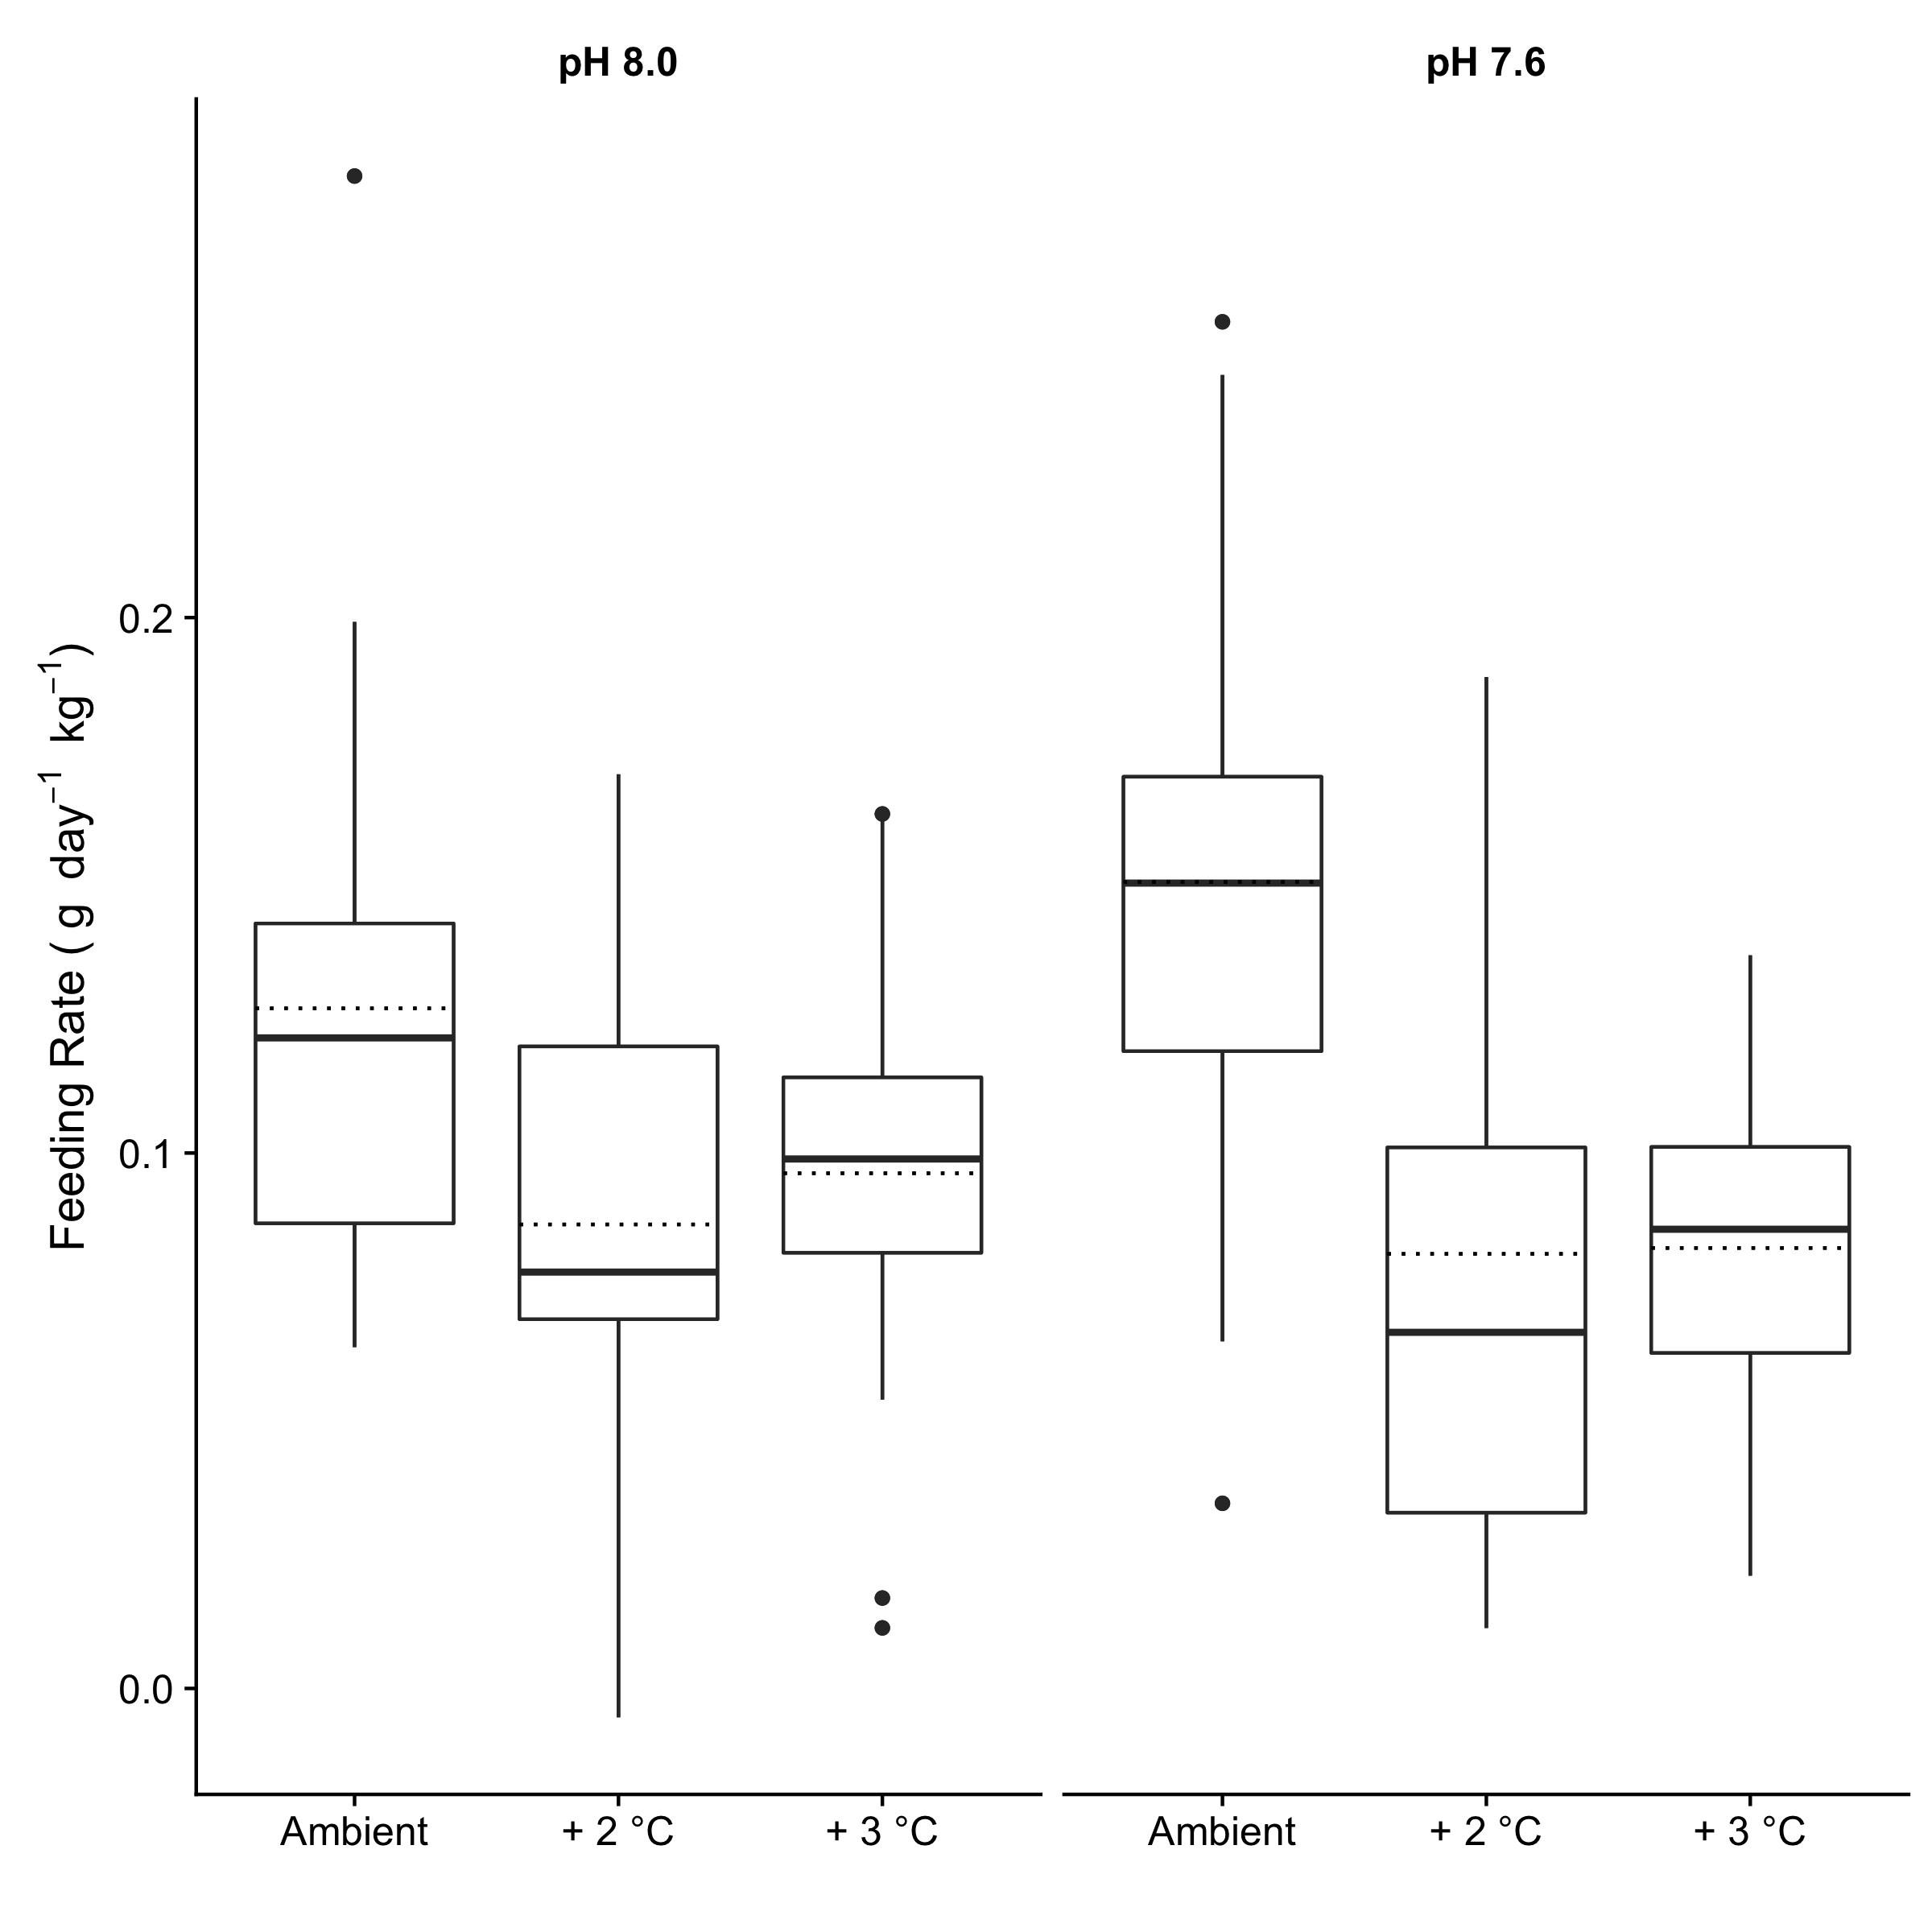 pH 8.0
pH 7.6
Feeding Rate ( g day⁻¹ kg⁻¹)
0.2
0.1
0.0
Ambient
+ 2 °C
+ 3 °C
Ambient
+ 2 °C
+ 3 °C